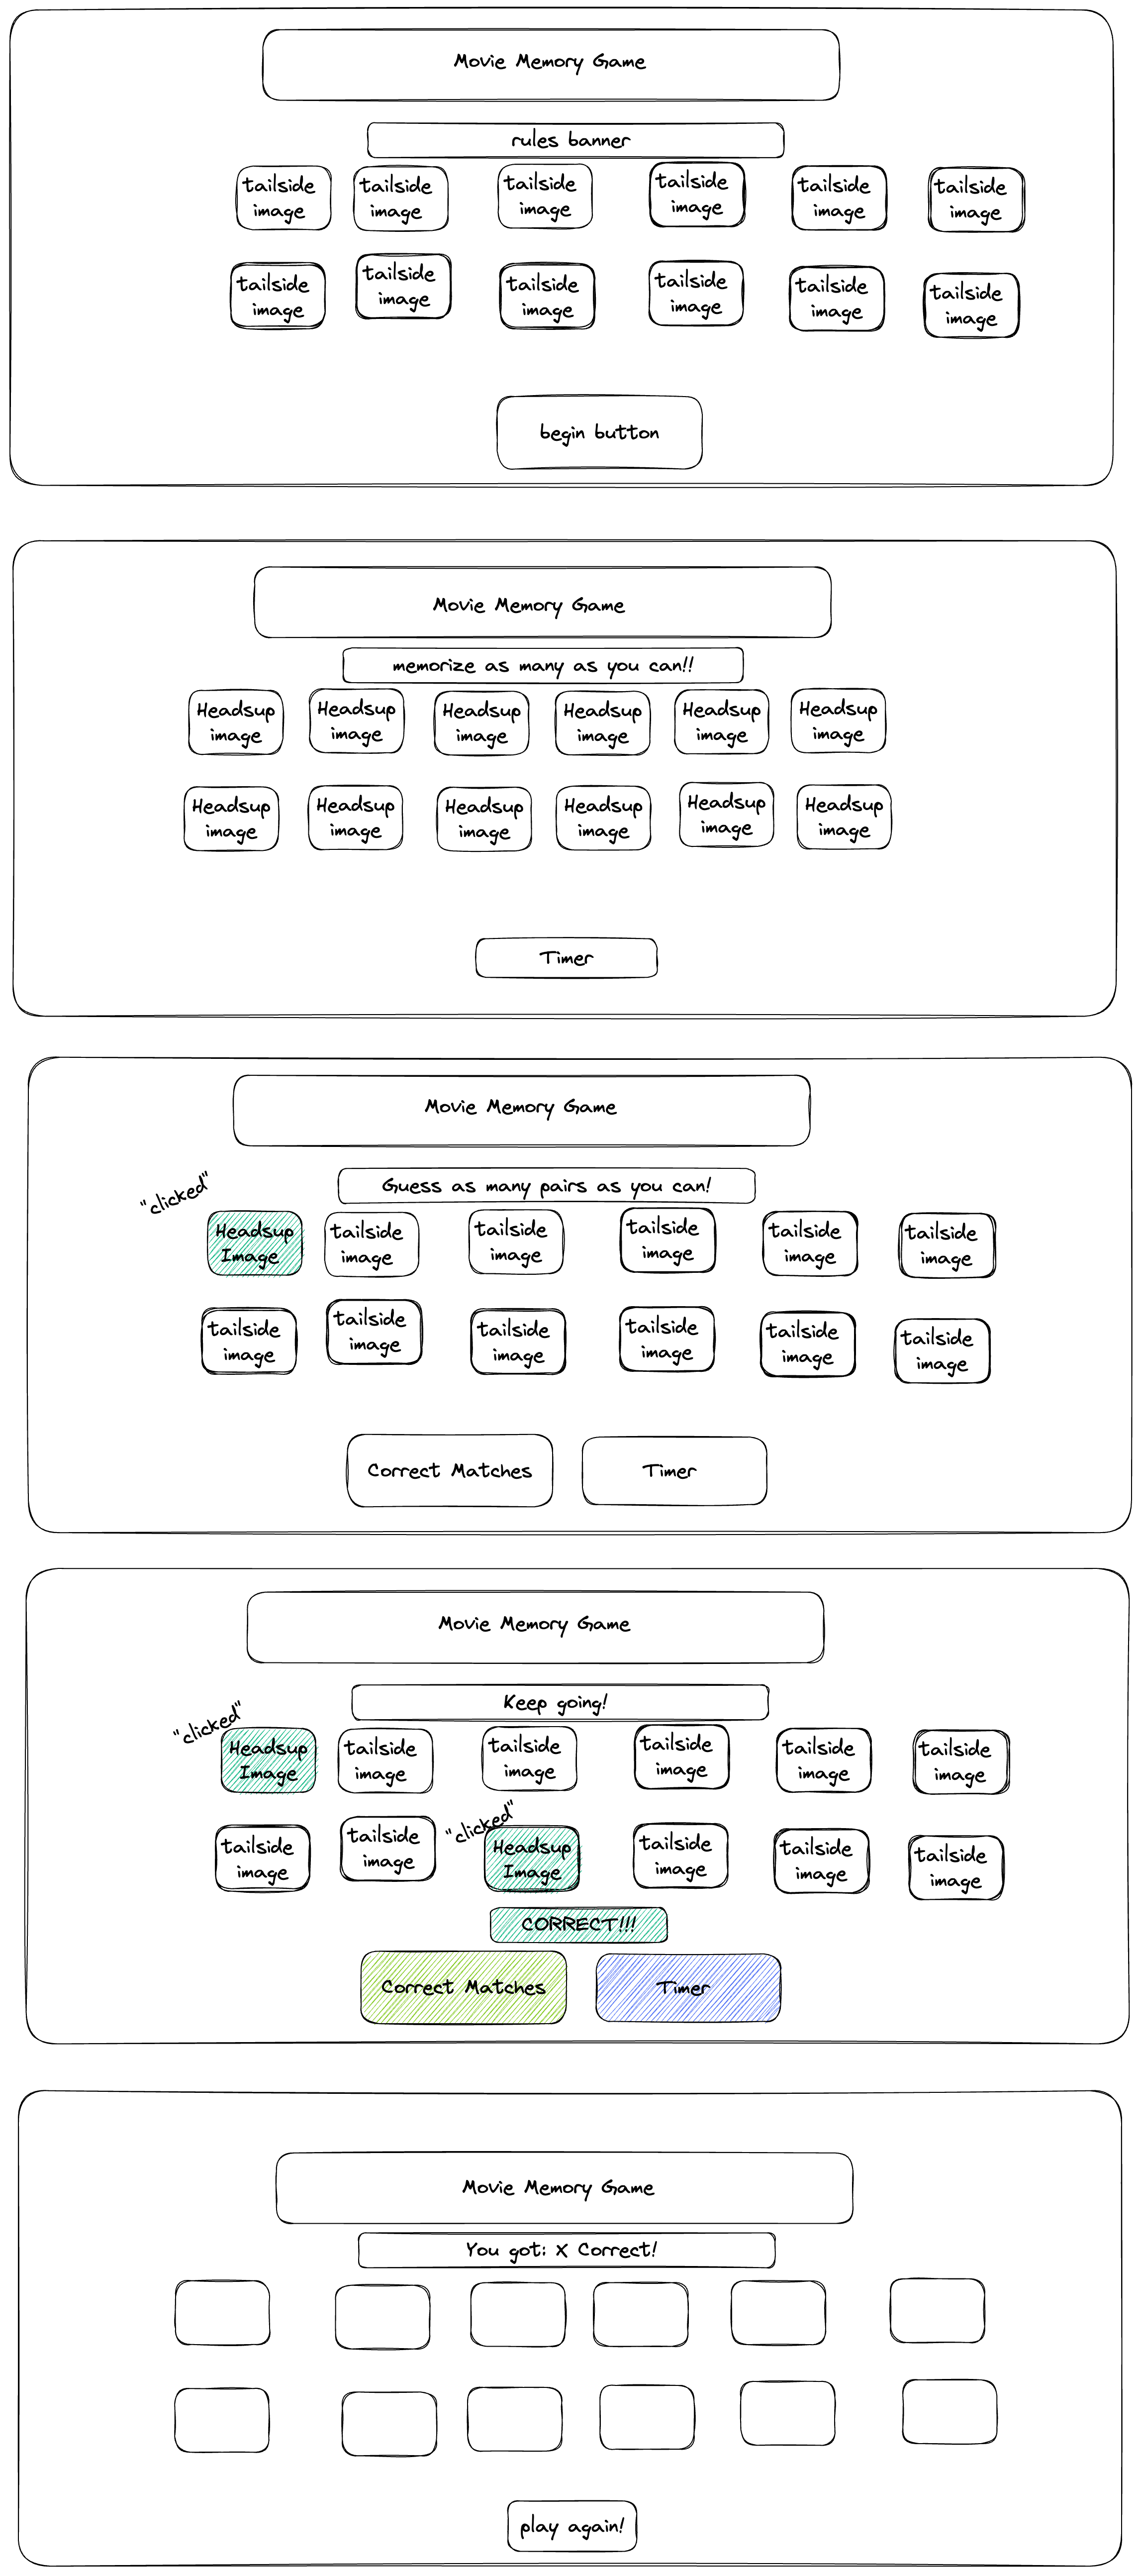 Movie Memory Game
rules banner
tailside tailside tailside tailside tailside tailside
image image image image image image
tailside tailside tailside tailside tailside tailside
image image image image image image
begin button
Movie Memory Game
memorize as many as you can!!
Headsup Headsup Headsup Headsup Headsup Headsup
image image image image image image
Headsup Headsup Headsup Headsup Headsup Headsup
image image image image image image
Timer
Movie Memory Game
"clicked"
Guess as many pairs as you can!
Headsup tailside tailside tailside tailside tailside
Image image image image image image
tailside tailside tailside tailside tailside tailside
image image image image image image
Correct Matches Timer
Movie Memory Game
"clicked"
Keep going!
Headsup tailside tailside tailside tailside tailside
Image image image image image image
"clicked"
tailside tailside Headsup tailside tailside tailside
image image Image image image image
CORRECT!!!
Correct Matches Timer
Movie Memory Game
You got: X Correct!
play again!